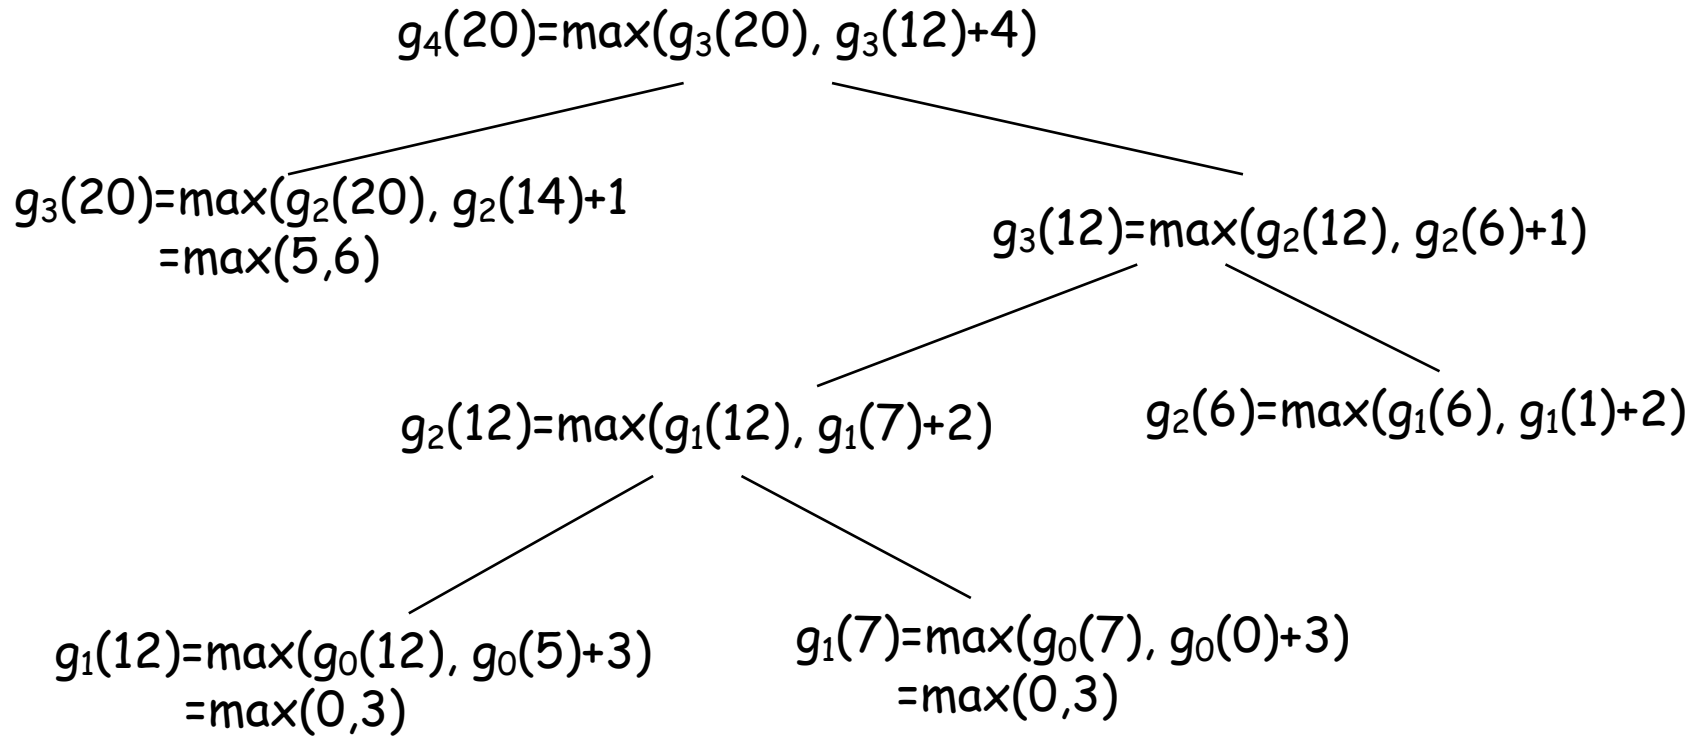 g₄(20)=max(g₃(20), g₃(12)+4)
g₃(20)=max(g₂(20), g₂(14)+1
=max(5,6)
g₃(12)=max(g₂(12), g₂(6)+1)
g₂(12)=max(g₁(12), g₁(7)+2)
g₂(6)=max(g₁(6), g₁(1)+2)
g₁(12)=max(g₀(12), g₀(5)+3)
=max(0,3)
g₁(7)=max(g₀(7), g₀(0)+3)
=max(0,3)